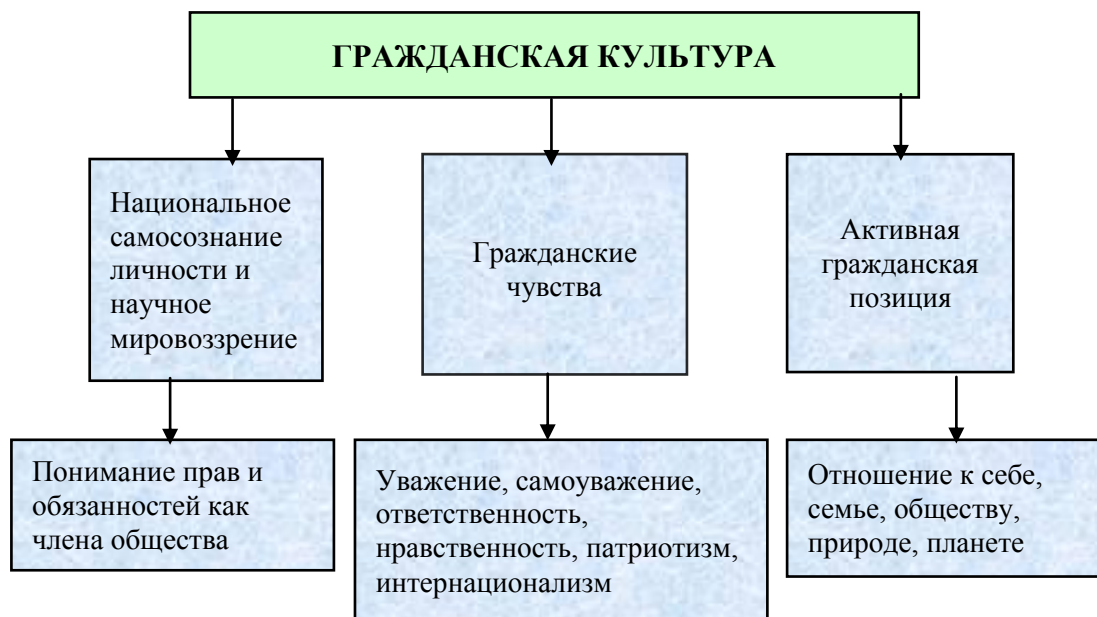 ГРАЖДАНСКАЯ КУЛЬТУРА
Национальное
самосознание
личности и
научное
мировоззрение
Гражданские
чувства
Активная
гражданская
позиция
Понимание прав и
обязанностей как
члена общества
Уважение, самоуважение,
ответственность,
нравственность, патриотизм,
интернационализм
Отношение к себе,
семье, обществу,
природе, планете